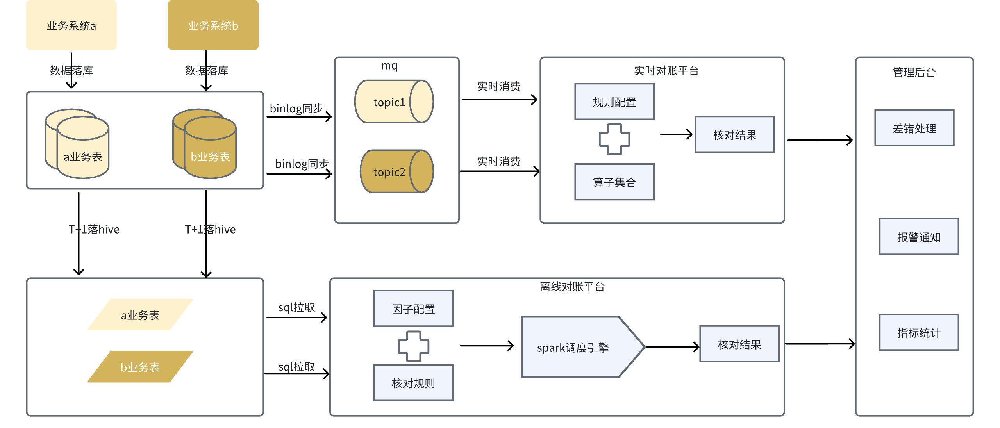 业务系统a
业务系统b
数据落库
数据落库
a业务表
b业务表
binlog同步
binlog同步
mq
topic1
topic2
实时消费
实时消费
实时对账平台
规则配置
算子集合
核对结果
管理后台
差错处理
报警通知
指标统计
T+1落hive
T+1落hive
a业务表
b业务表
sql拉取
sql拉取
离线对账平台
因子配置
核对规则
spark调度引擎
核对结果